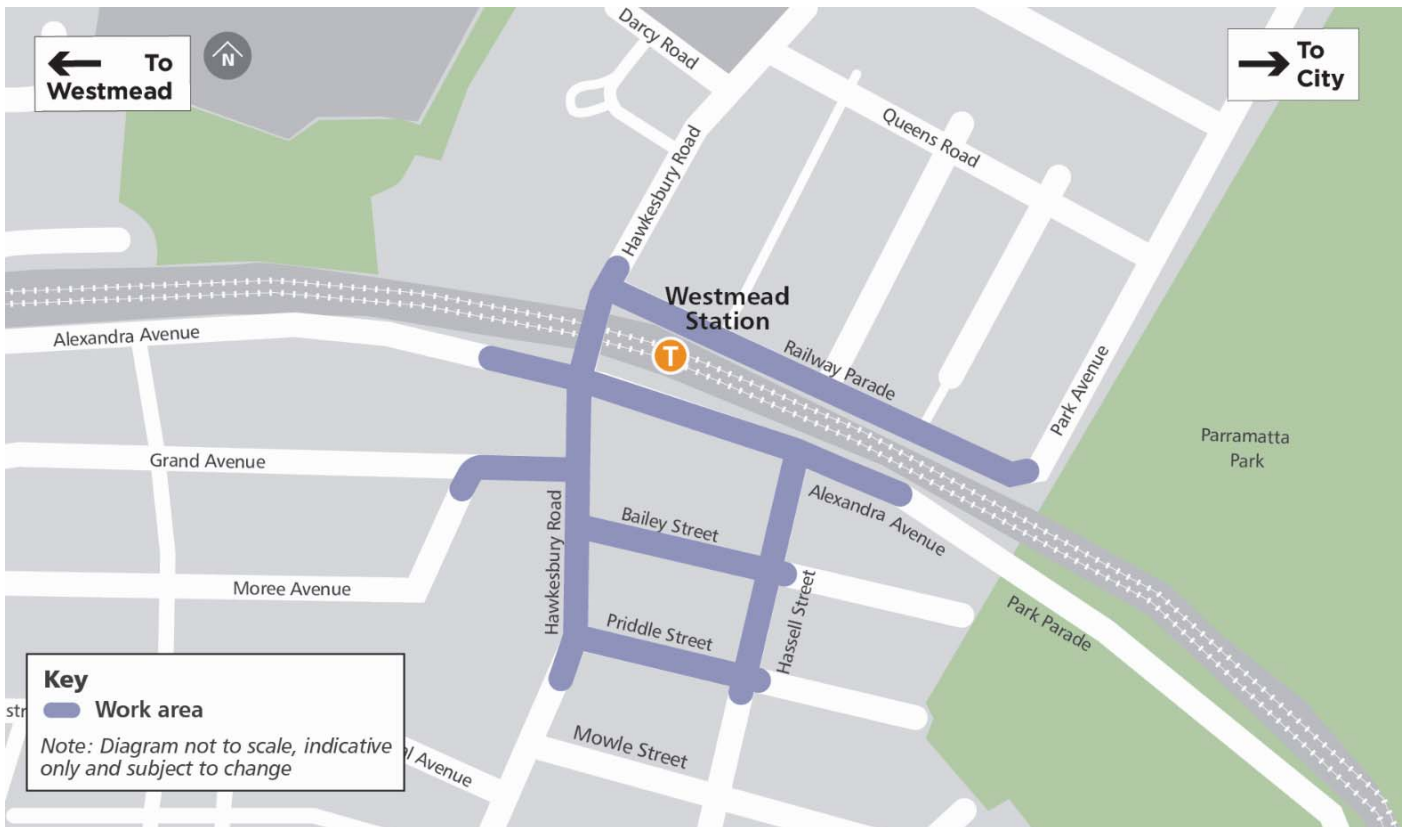 To
Westmead
N
To
City
Darcy Road
Queens Road
Hawkesbury Road
Westmead
Station
T
Railway Parade
Park Avenue
Alexandra Avenue
Parramatta
Park
Grand Avenue
Alexandra Avenue
Bailey Street
Hawkesbury Road
Moree Avenue
Hassell Street
Park Parade
Priddle Street
Key
Work area
str
Note: Diagram not to scale, indicative
only and subject to change
al Avenue
Mowle Street